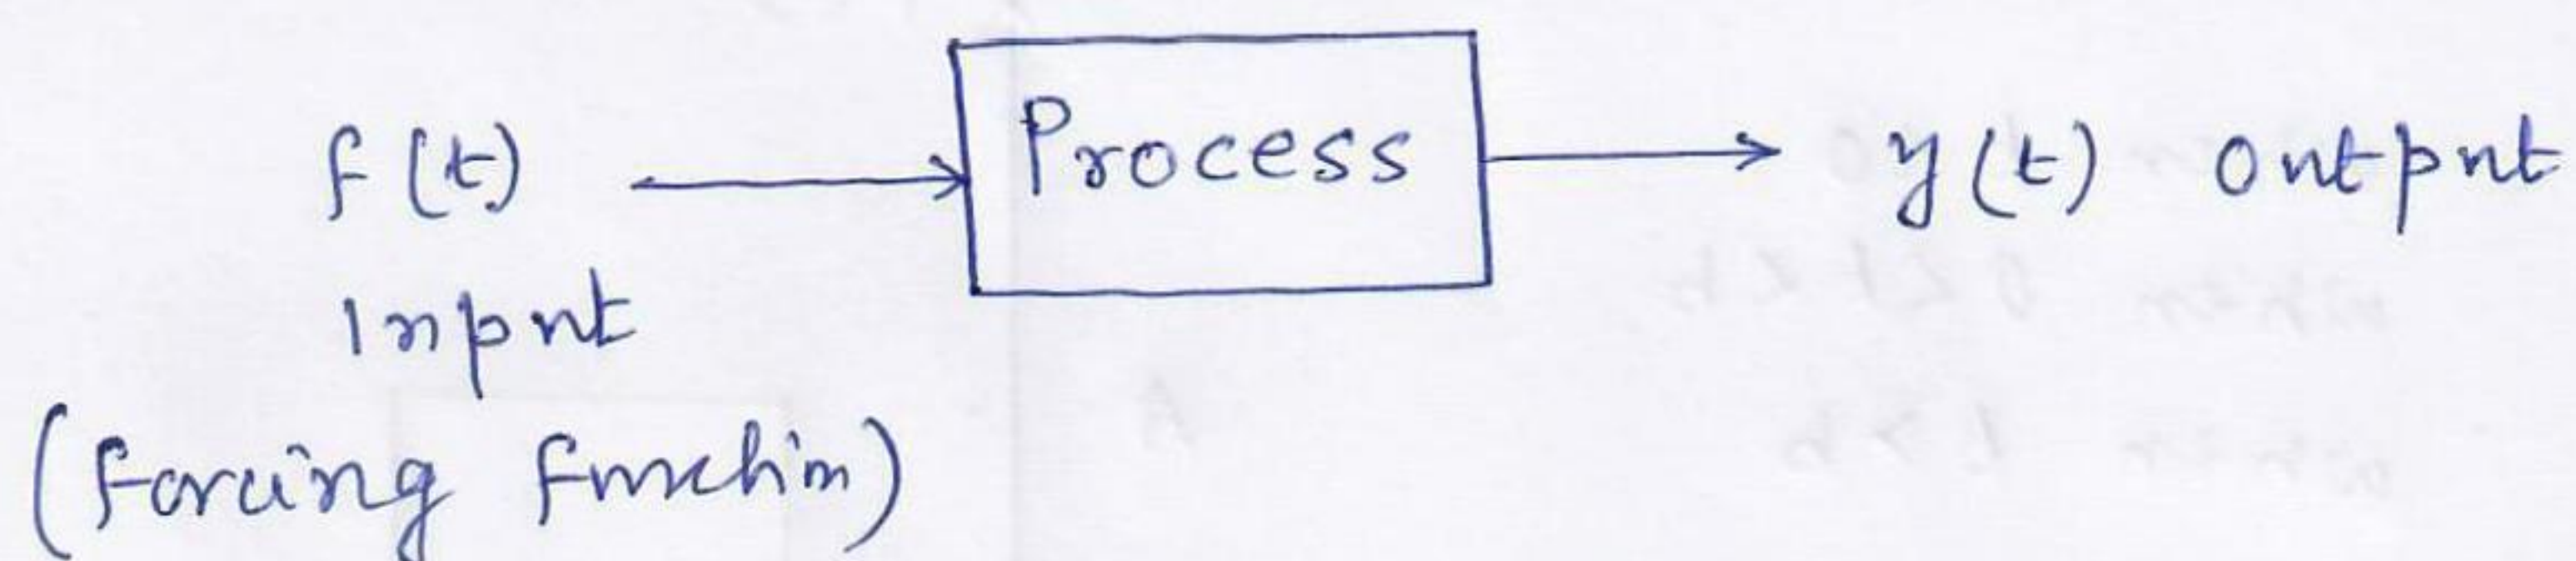 f(t)
Input
(forcing function)
Process
y(t) output